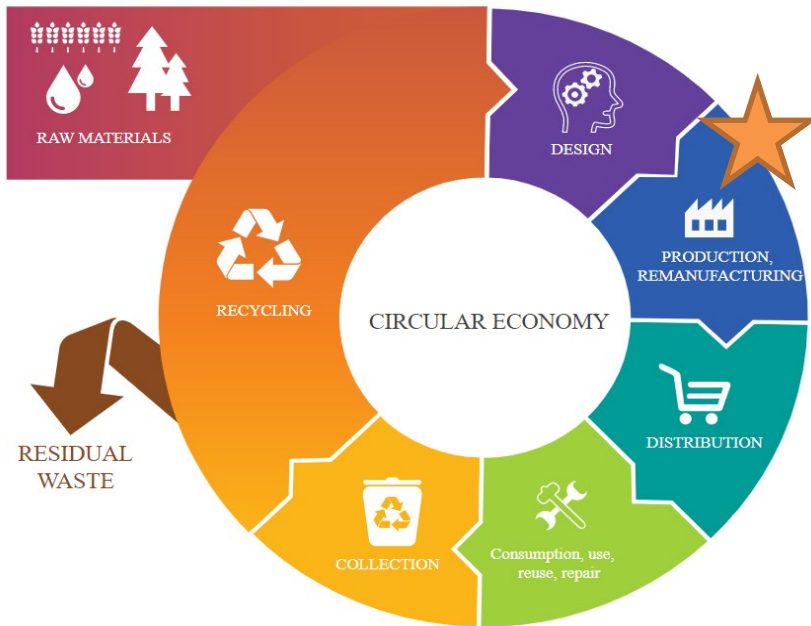 RAW MATERIALS
DESIGN
PRODUCTION,
REMANUFACTURING
RECYCLING
CIRCULAR ECONOMY
DISTRIBUTION
RESIDUAL
WASTE
Consumption, use,
reuse, repair
COLLECTION